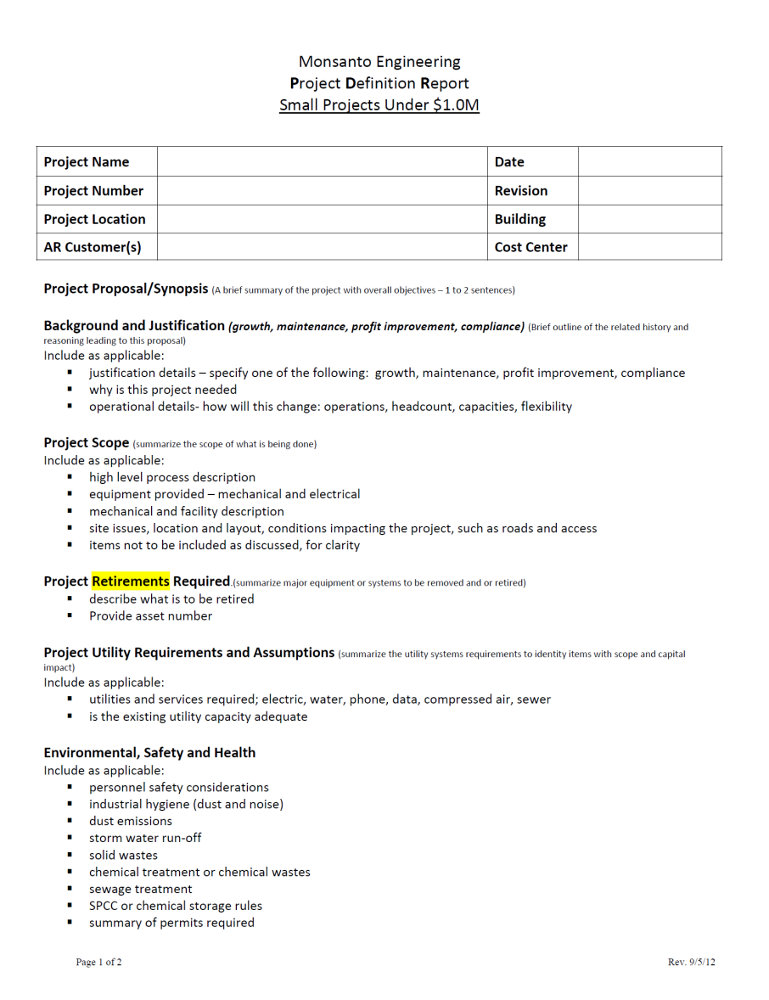 Monsanto Engineering
Project Definition Report
Small Projects Under $1.0M
Project Name Date
Project Number Revision
Project Location Building
AR Customer(s) Cost Center
Project Proposal/Synopsis (A brief summary of the project with overall objectives – 1 to 2 sentences)
Background and Justification (growth, maintenance, profit improvement, compliance) (Brief outline of the related history and
reasoning leading to this proposal)
Include as applicable:
▪ justification details – specify one of the following: growth, maintenance, profit improvement, compliance
▪ why is this project needed
▪ operational details- how will this change: operations, headcount, capacities, flexibility
Project Scope (summarize the scope of what is being done)
Include as applicable:
▪ high level process description
▪ equipment provided – mechanical and electrical
▪ mechanical and facility description
▪ site issues, location and layout, conditions impacting the project, such as roads and access
▪ items not to be included as discussed, for clarity
Project Retirements Required.(summarize major equipment or systems to be removed and or retired)
▪ describe what is to be retired
▪ Provide asset number
Project Utility Requirements and Assumptions (summarize the utility systems requirements to identity items with scope and capital
impact)
Include as applicable:
▪ utilities and services required; electric, water, phone, data, compressed air, sewer
▪ is the existing utility capacity adequate
Environmental, Safety and Health
Include as applicable:
▪ personnel safety considerations
▪ industrial hygiene (dust and noise)
▪ dust emissions
▪ storm water run-off
▪ solid wastes
▪ chemical treatment or chemical wastes
▪ sewage treatment
▪ SPCC or chemical storage rules
▪ summary of permits required
Page 1 of 2 Rev. 9/5/12